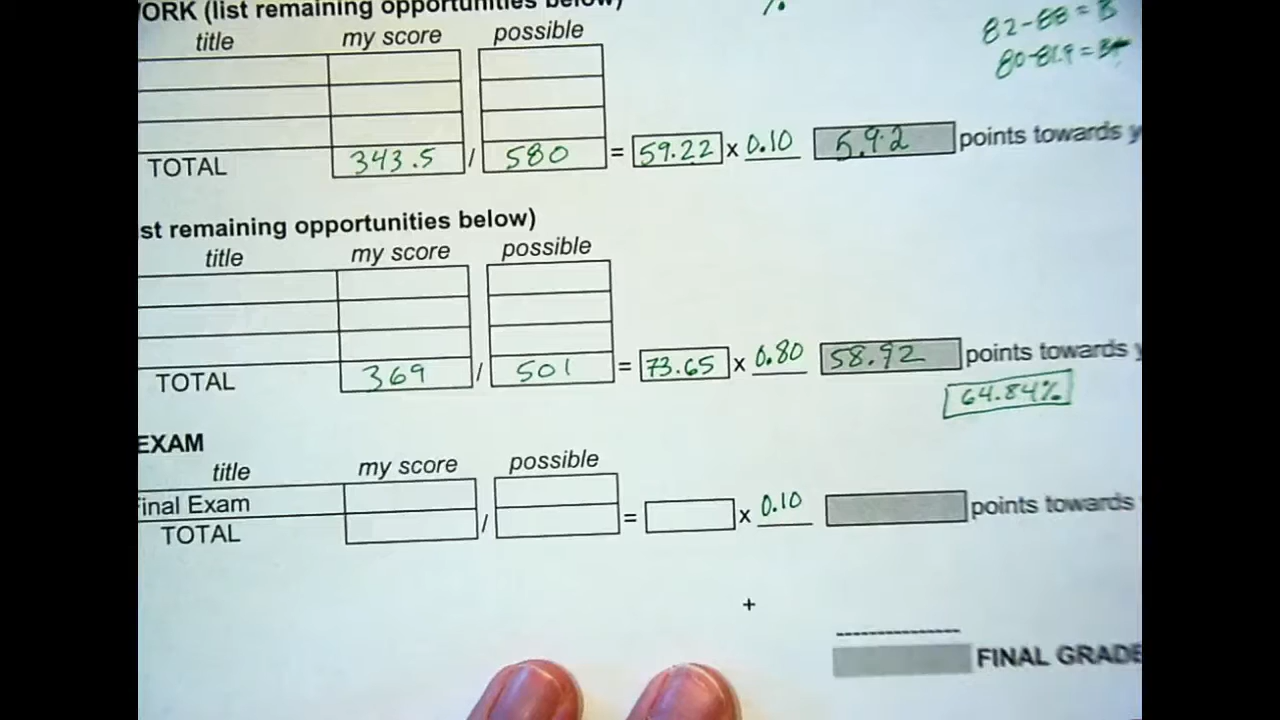 ORK (list remaining opportunities below)
82-88 = B
title my score possible
TOTAL 343.5 / 580 = 59.22 x 0.10 5.92 points towards y
st remaining opportunities below)
title my score possible
TOTAL 369 / 501 = 73.65 x 0.80 58.92 points towards y
64.84%
EXAM
title my score possible
inal Exam
TOTAL / = x 0.10 points towards
+
FINAL GRADE